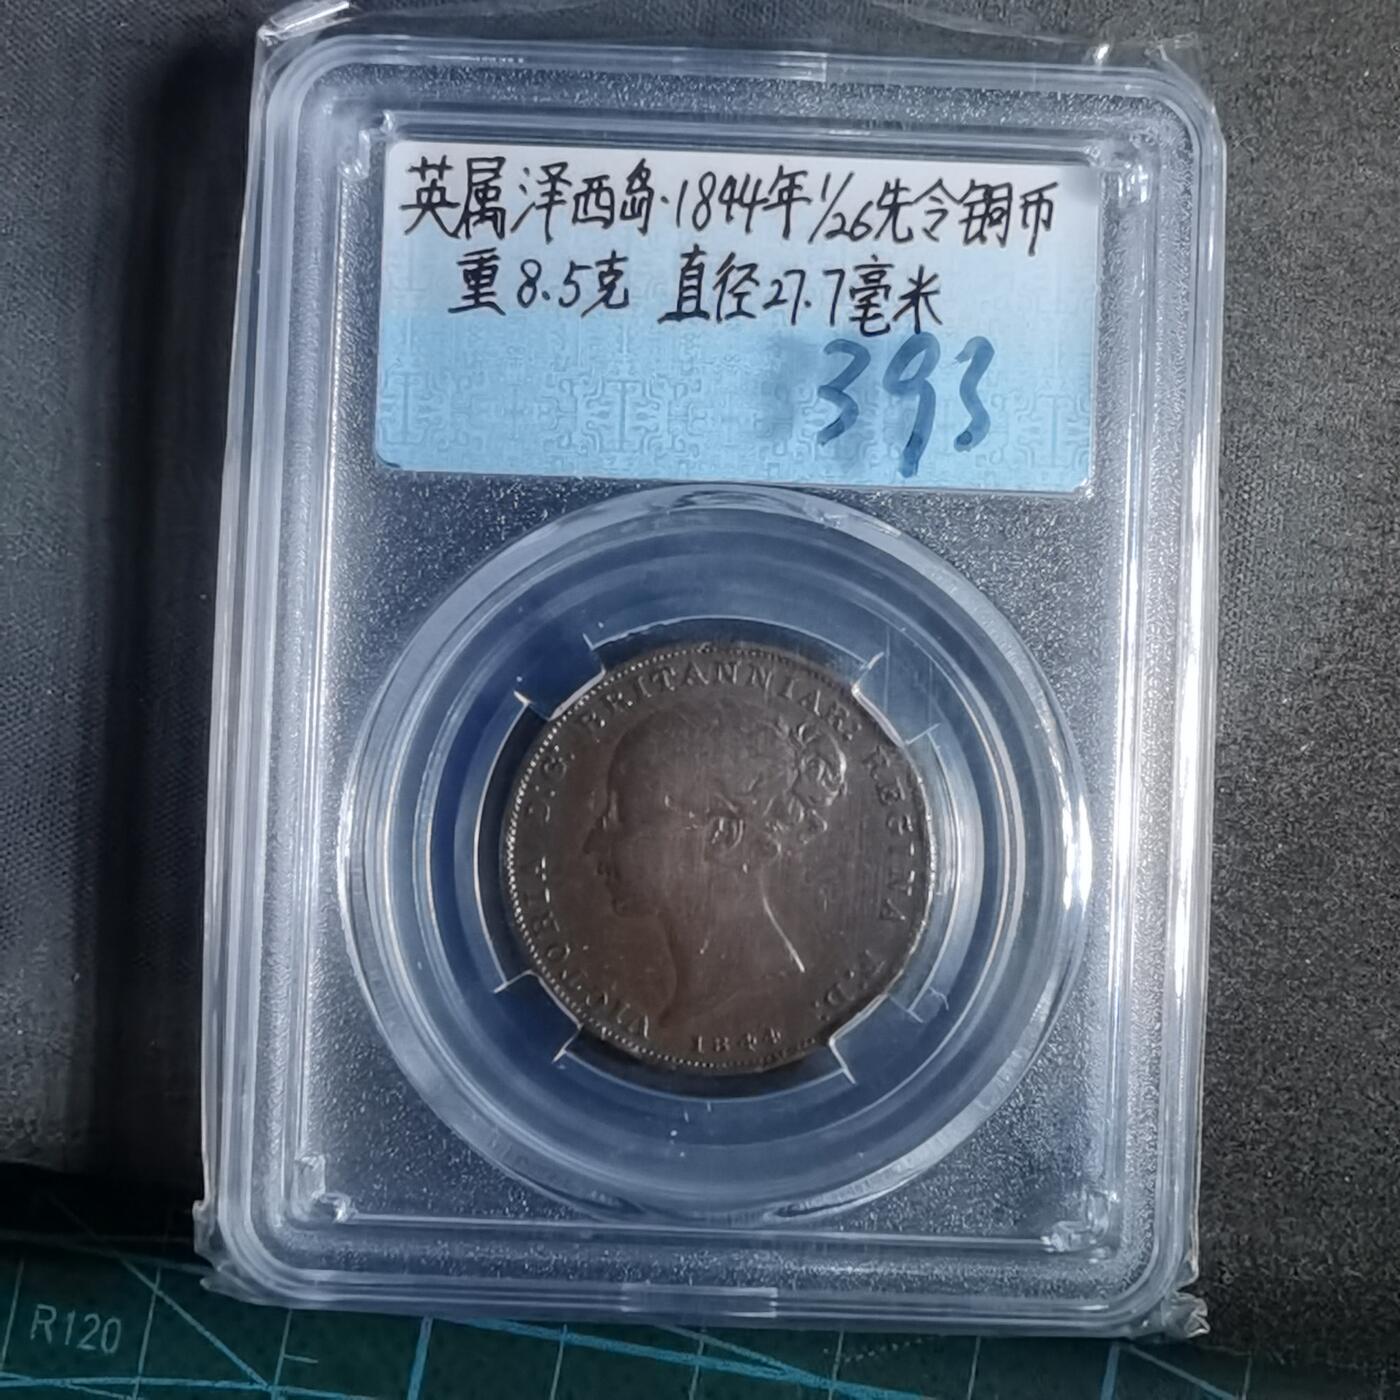 英属泽西岛·1844年1/26先令铜币
重8.5克 直径27.7毫米
393
VICTORIA D.G. BRITANNIAR. REGINA F.D.
1844
R120